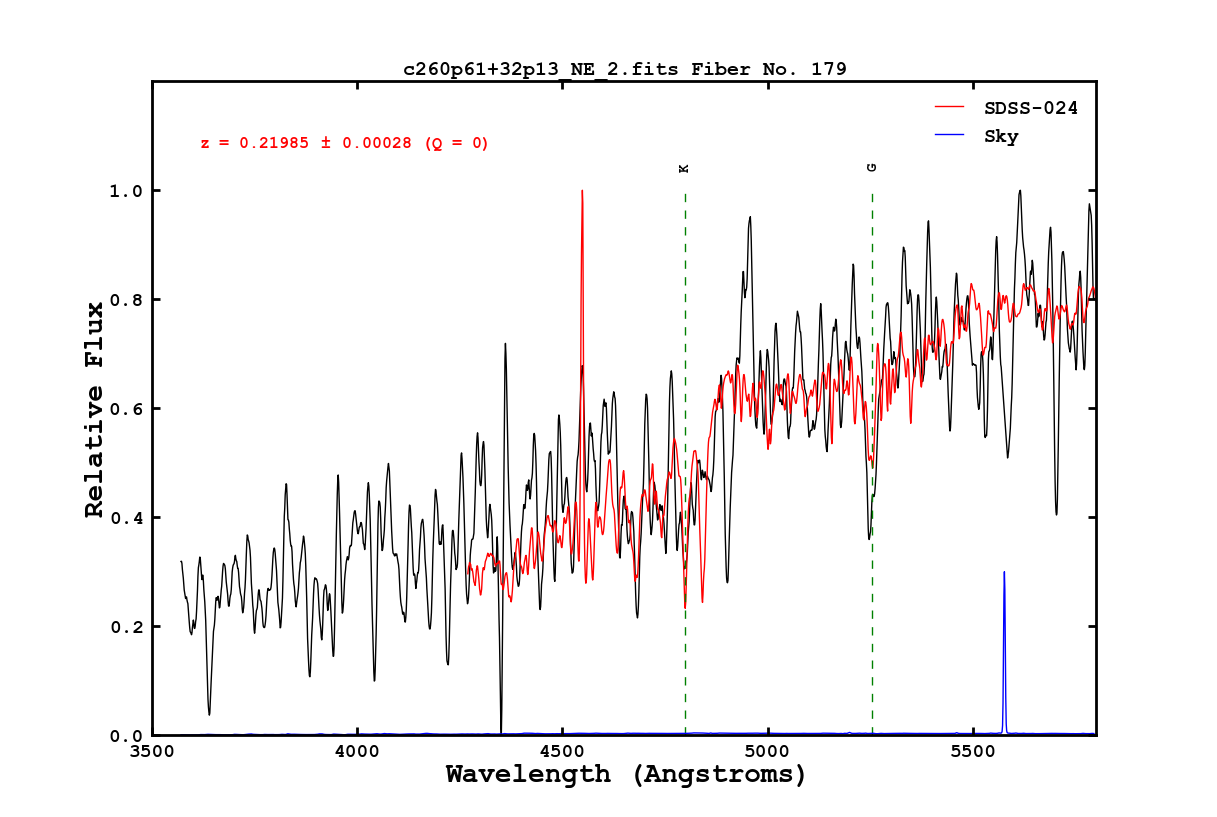 c260p61+32p13_NE_2.fits Fiber No. 179
SDSS-024
Sky
z = 0.21985 ± 0.00028 (Q = 0)
K
G
1.0
0.8
0.6
0.4
0.2
0.0
Relative Flux
3500
4000
4500
5000
5500
Wavelength (Angstroms)